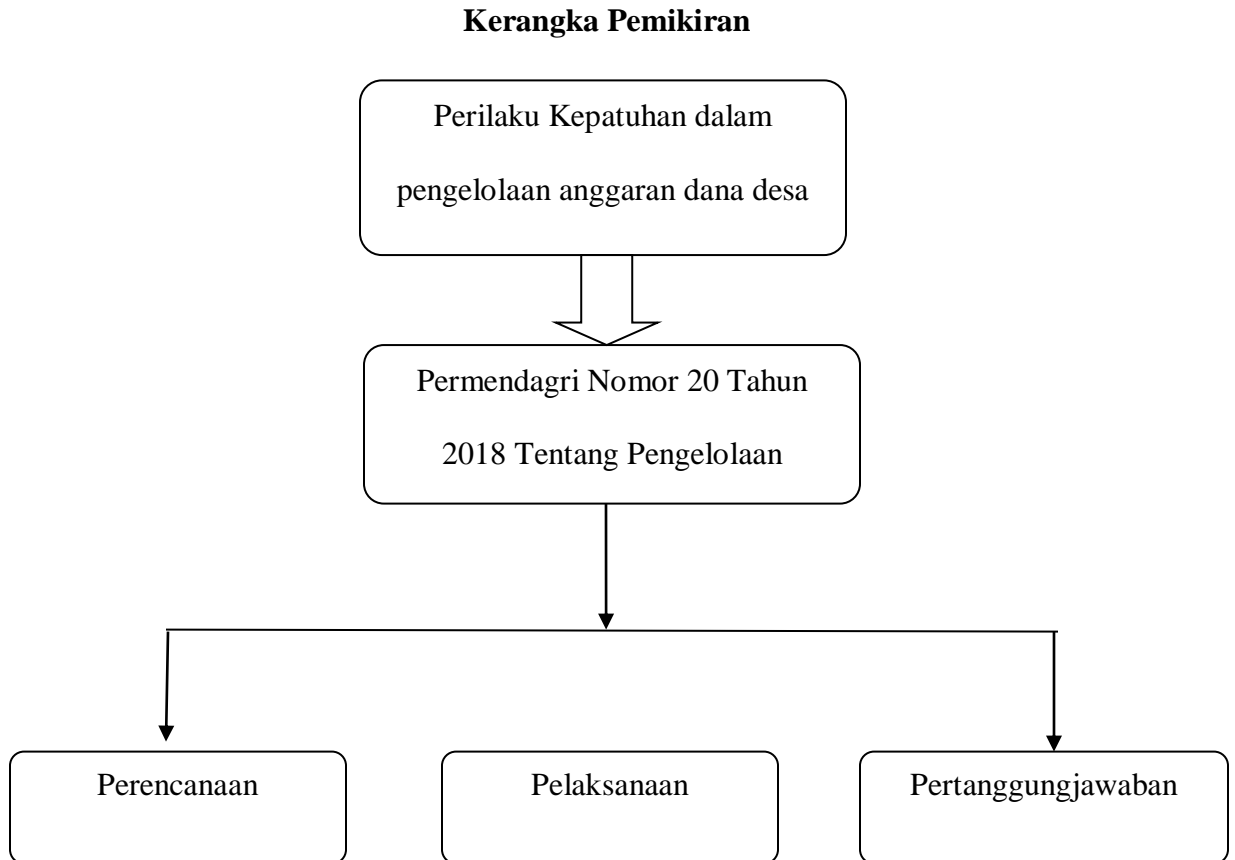 Kerangka Pemikiran
Perilaku Kepatuhan dalam
pengelolaan anggaran dana desa
Permendagri Nomor 20 Tahun
2018 Tentang Pengelolaan
Perencanaan
Pelaksanaan
Pertanggungjawaban